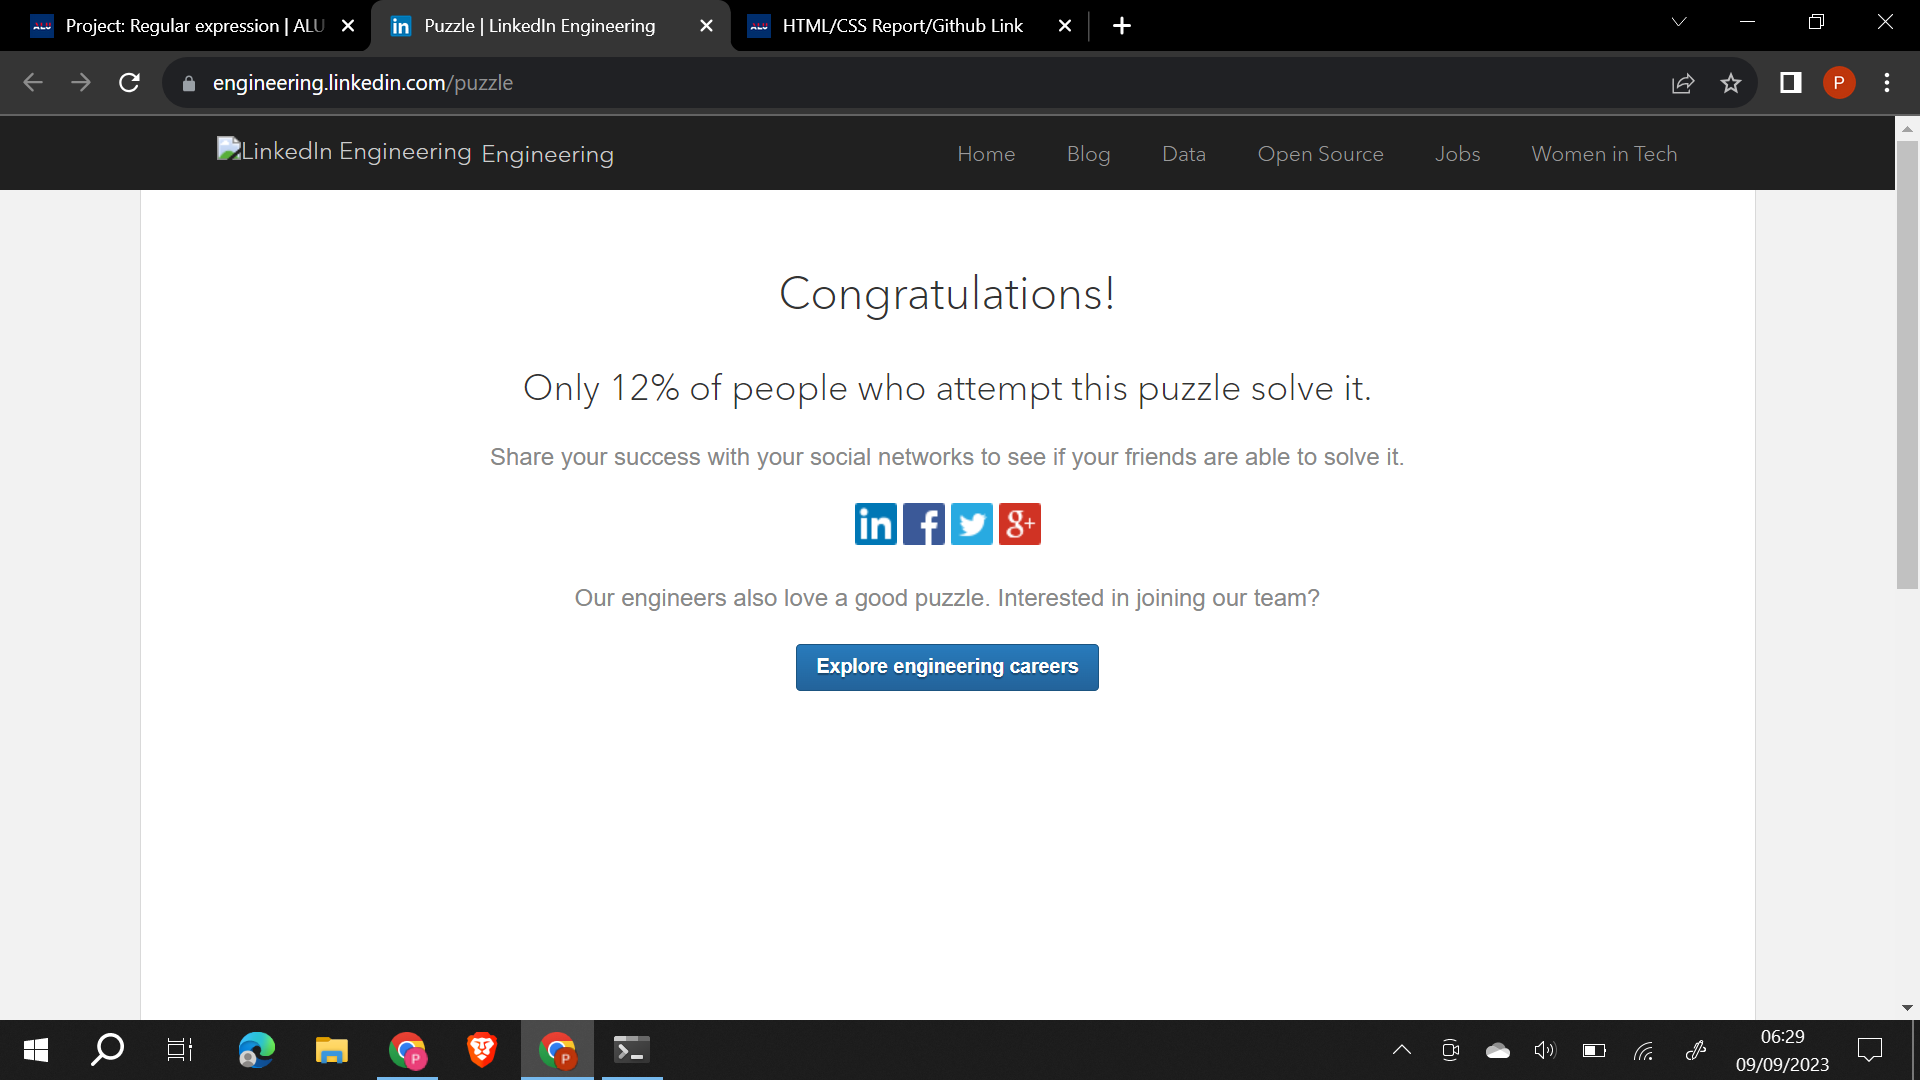 Project: Regular expression | ALU
Puzzle | LinkedIn Engineering
HTML/CSS Report/Github Link
engineering.linkedin.com/puzzle
P
LinkedIn Engineering Engineering
Home Blog Data Open Source Jobs Women in Tech
Congratulations!
Only 12% of people who attempt this puzzle solve it.
Share your success with your social networks to see if your friends are able to solve it.
in f g+
Our engineers also love a good puzzle. Interested in joining our team?
Explore engineering careers
P
P
06:29
09/09/2023